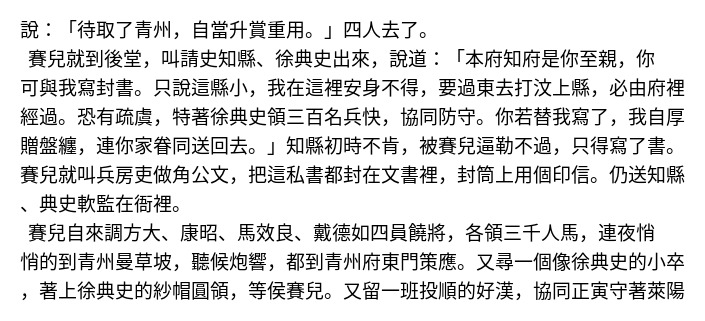 說：「待取了青州，自當升賞重用。」四人去了。
賽兒就到後堂，叫請史知縣、徐典史出來，說道：「本府知府是你至親，你
可與我寫封書。只說這縣小，我在這裡安身不得，要過東去打汶上縣，必由府裡
經過。恐有疏虞，特著徐典史領三百名兵快，協同防守。你若替我寫了，我自厚
贈盤纏，連你家眷同送回去。」知縣初時不肯，被賽兒逼勒不過，只得寫了書。
賽兒就叫兵房吏做角公文，把這私書都封在文書裡，封筒上用個印信。仍送知縣
、典史軟監在衙裡。
賽兒自來調方大、康昭、馬效良、戴德如四員饒將，各領三千人馬，連夜悄
悄的到青州曼草坡，聽候炮響，都到青州府東門策應。又尋一個像徐典史的小卒
，著上徐典史的紗帽圓領，等侯賽兒。又留一班投順的好漢，協同正寅守著萊陽